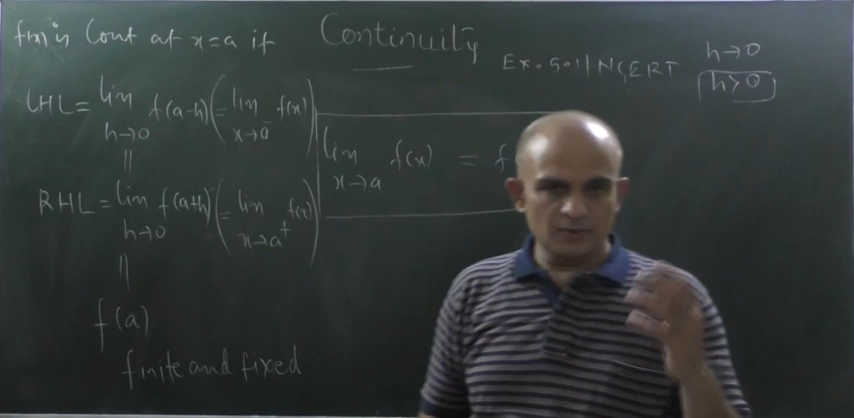 f(x) is Cont at x=a if
Continuity
Ex. 5.1 | NCERT
h→0
h>0
LHL = lim f(a-h) (= lim f(x))
h→0 x→a⁻
||
RHL = lim f(a+h) (= lim f(x))
h→0 x→a⁺
||
f(a)
finite and fixed
lim f(x) = f
x→a